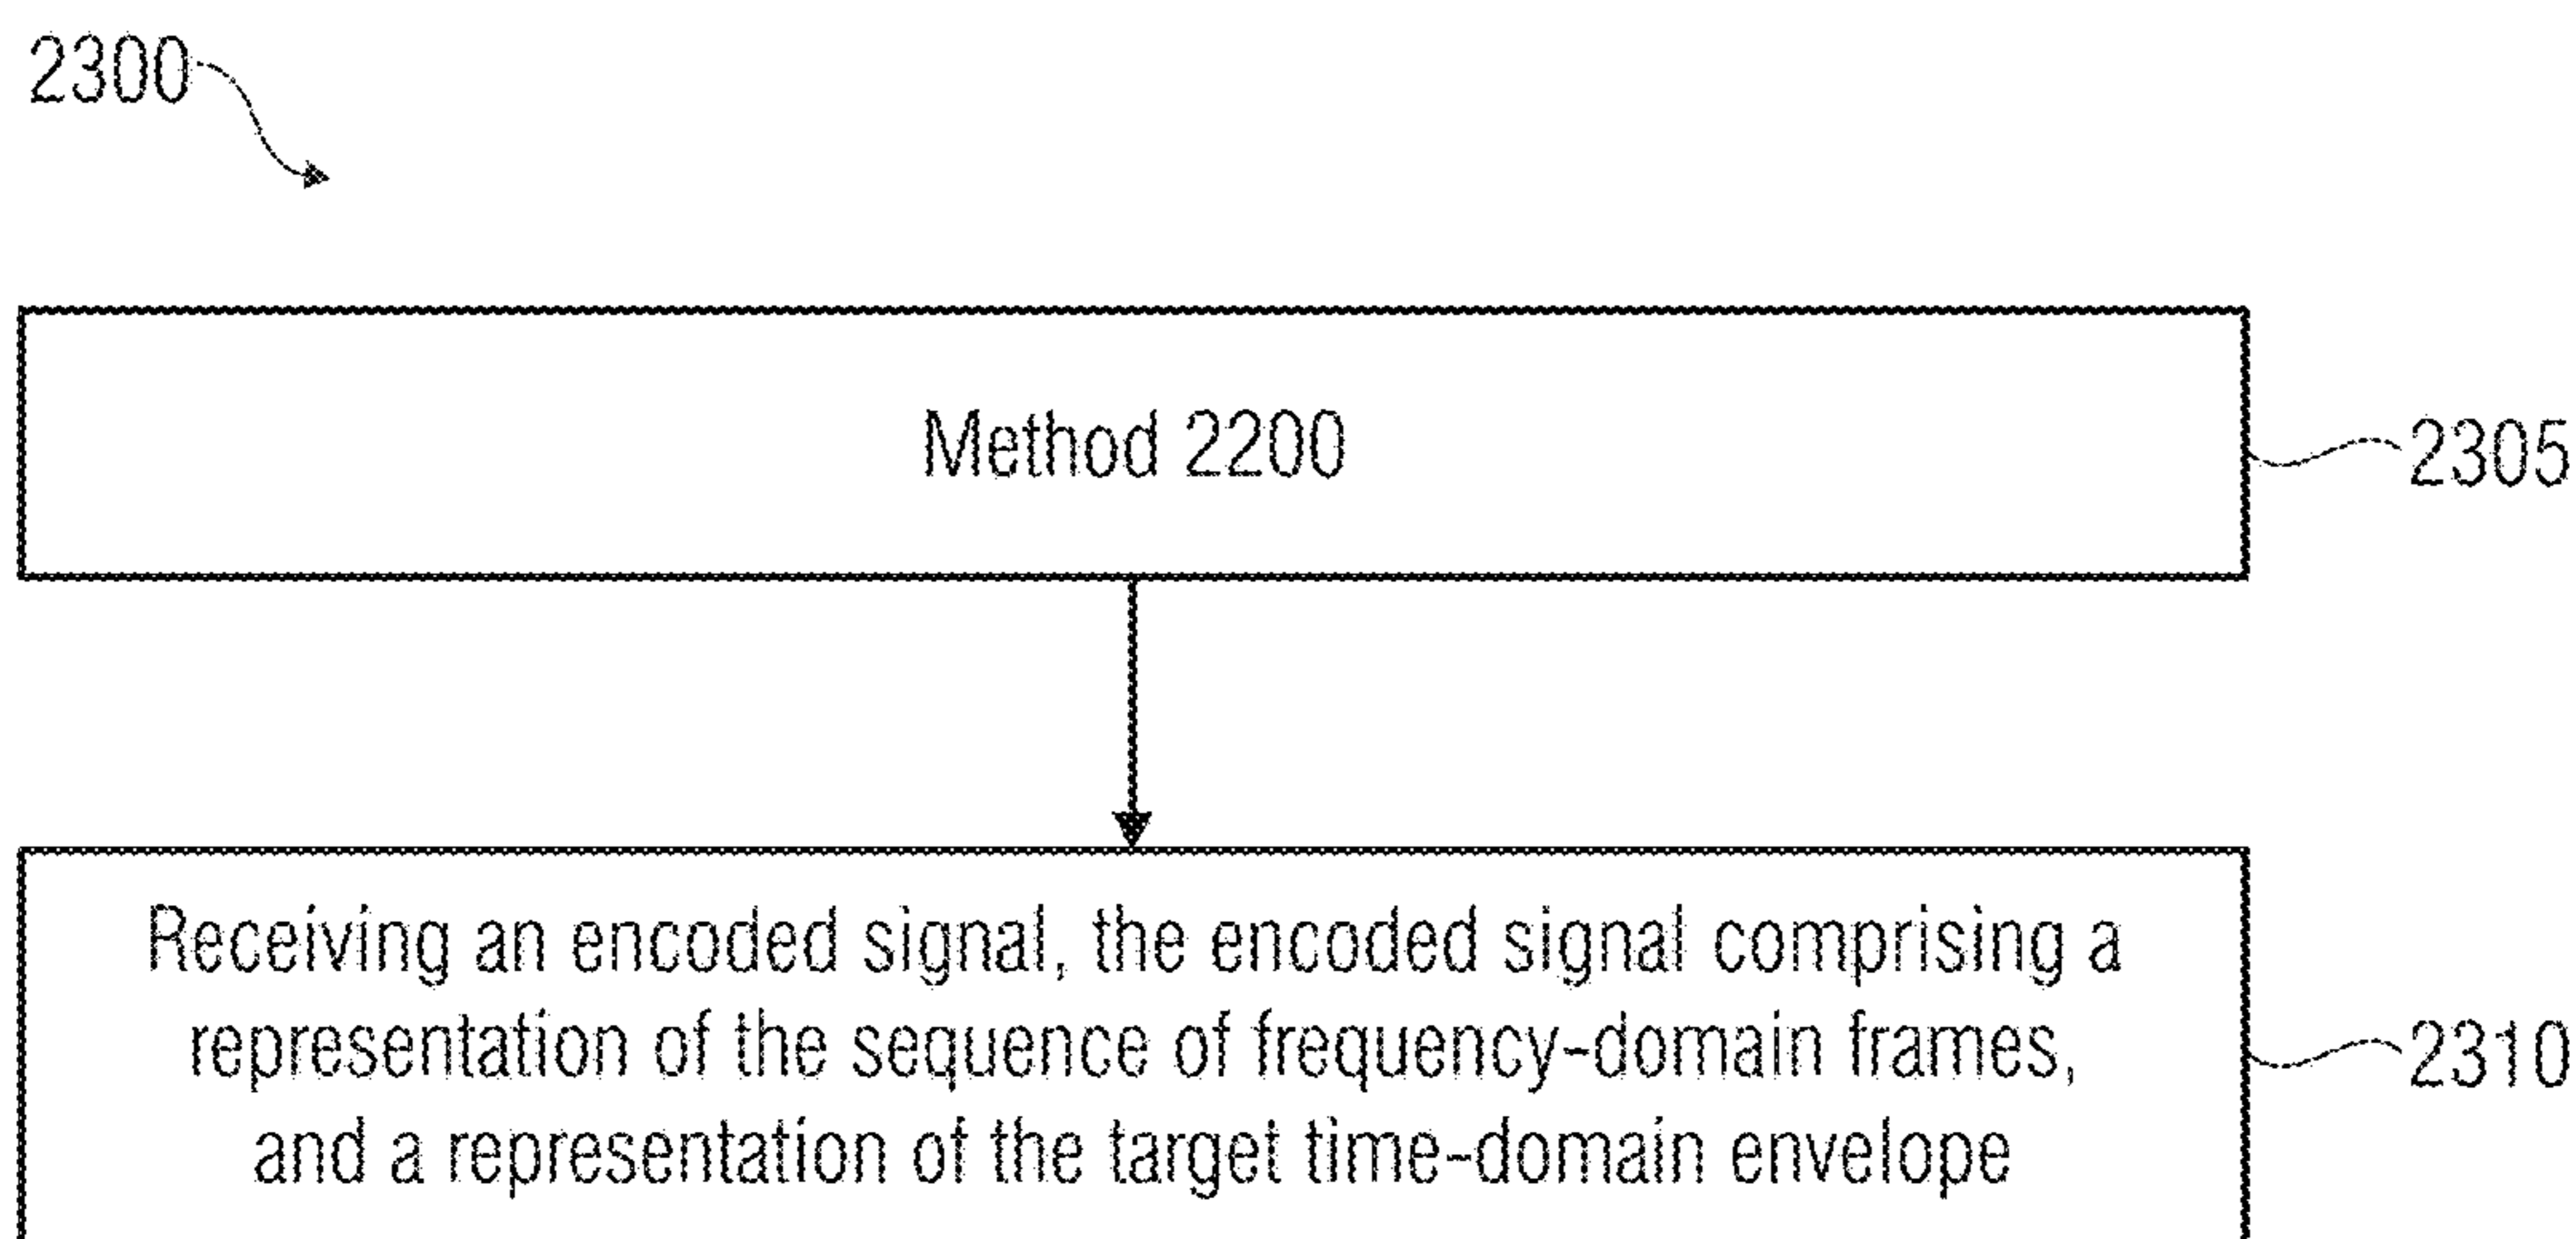 2300
Method 2200
2305
Receiving an encoded signal, the encoded signal comprising a
representation of the sequence of frequency-domain frames,
2310
and a representation of the target time-domain envelope